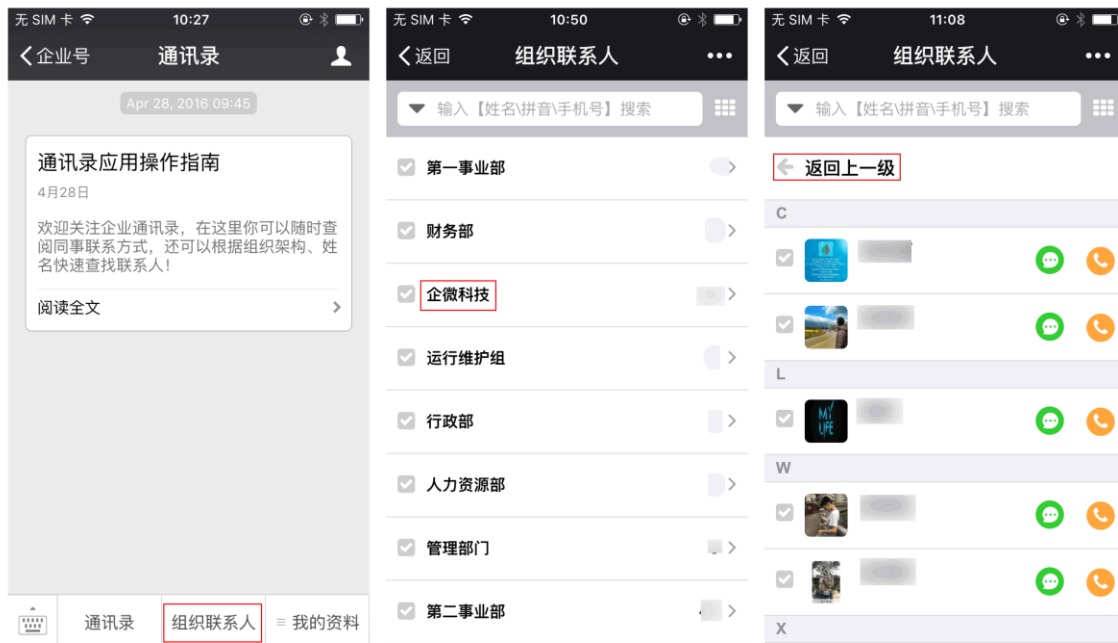 无 SIM 卡 10:27
企业号 通讯录
Apr 28, 2016 09:45
通讯录应用操作指南
4月28日
欢迎关注企业通讯录，在这里你可以随时查
阅同事联系方式，还可以根据组织架构、姓
名快速查找联系人！
阅读全文
通讯录 组织联系人 我的资料
无 SIM 卡 10:50
返回 组织联系人
输入【姓名\拼音\手机号】搜索
第一事业部
财务部
企微科技
运行维护组
行政部
人力资源部
管理部门
第二事业部
无 SIM 卡 11:08
返回 组织联系人
输入【姓名\拼音\手机号】搜索
返回上一级
C
L
MY
LIFE
W
X